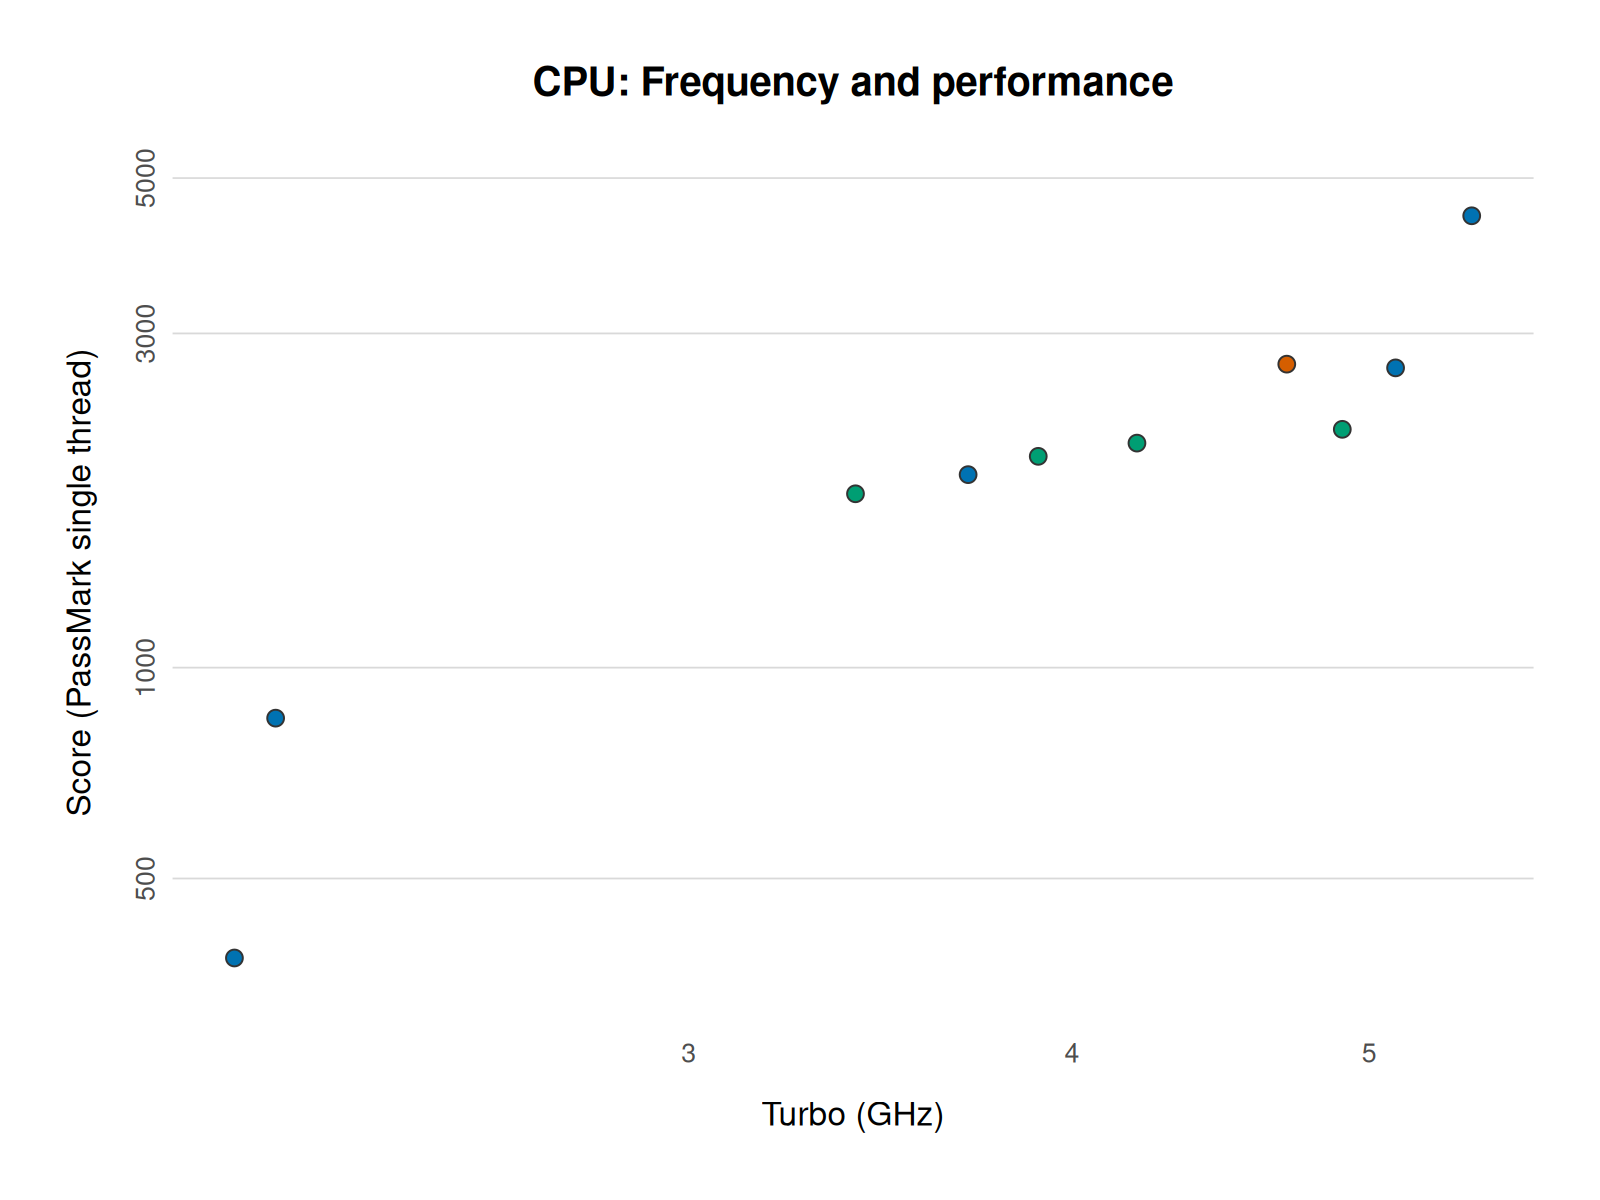 CPU: Frequency and performance
Score (PassMark single thread)
5000
3000
1000
500
3
4
5
Turbo (GHz)